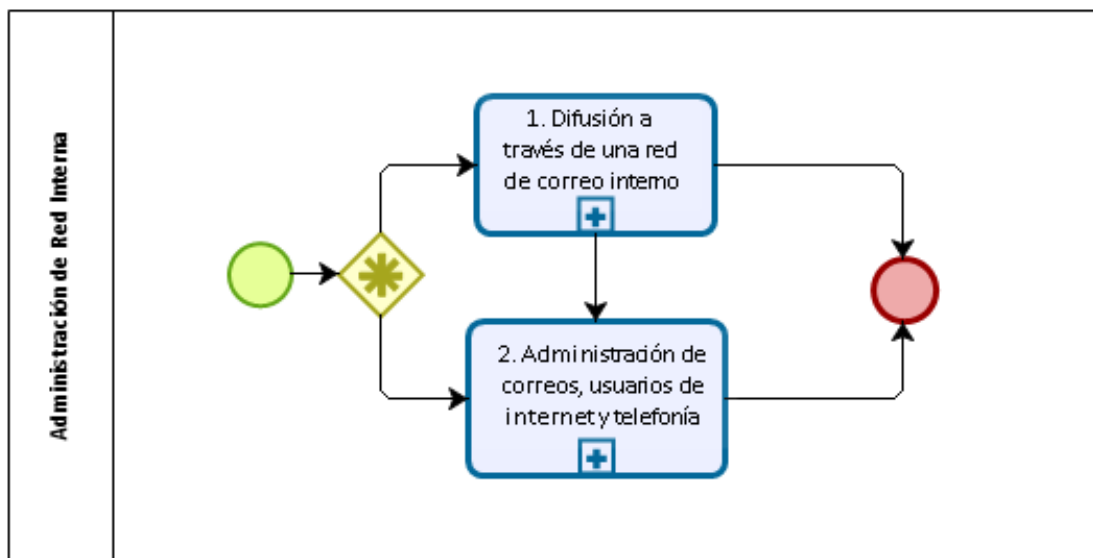 Administración de Red Interna
1. Difusión a
través de una red
de correo interno
2. Administración de
correos, usuarios de
internet y telefonía